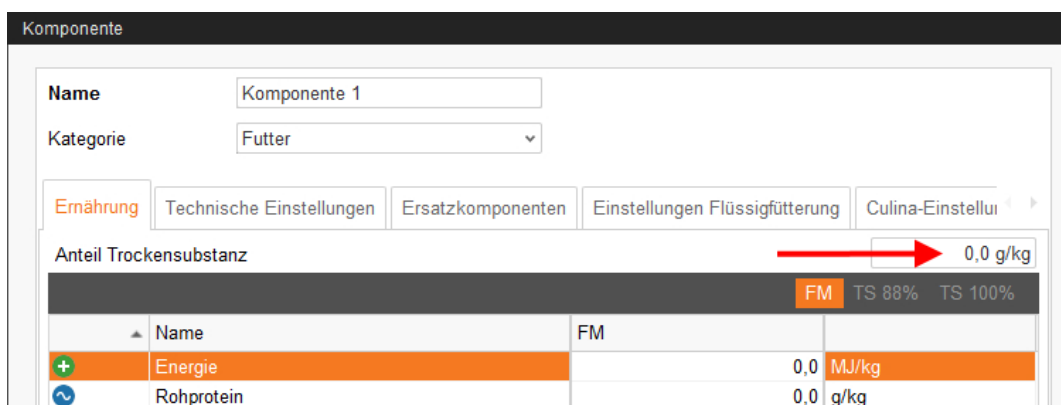 Komponente
Name Komponente 1
Kategorie Futter
Ernährung Technische Einstellungen Ersatzkomponenten Einstellungen Flüssigfütterung
Anteil Trockensubstanz 0,0 g/kg
FM TS 88% TS 100%
Name FM
Energie 0,0 MJ/kg
Rohprotein 0,0 g/kg